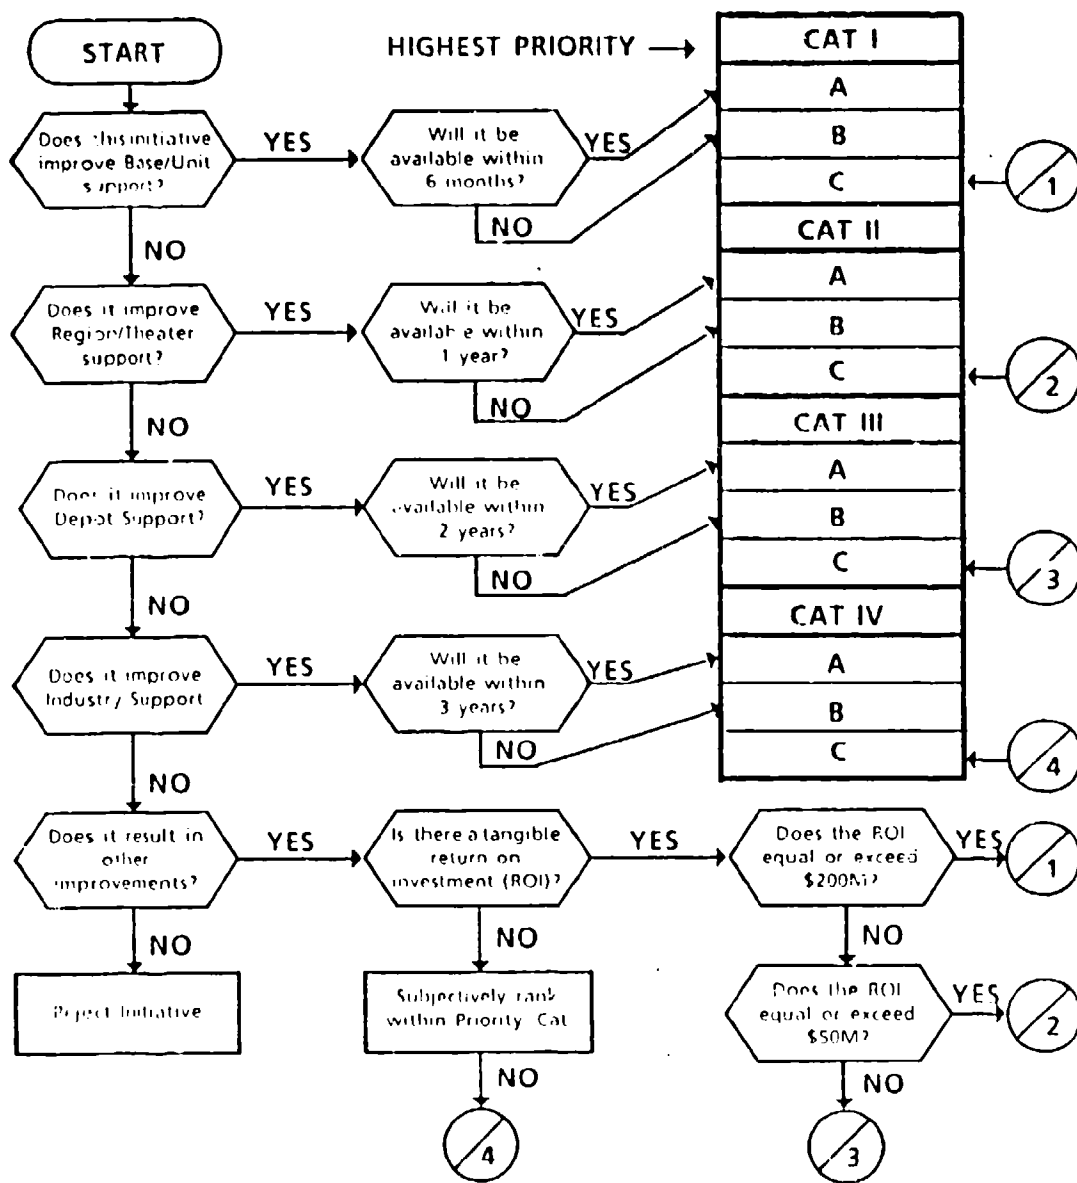 START
HIGHEST PRIORITY
CAT I
A
B
C
1
Does this initiative
improve Base/Unit
support?
YES
Will it be
available within
6 months?
YES
NO
NO
CAT II
A
B
C
2
Does it improve
Region/Theater
support?
YES
Will it be
available within
1 year?
YES
NO
NO
CAT III
A
B
C
3
Does it improve
Depot Support?
YES
Will it be
available within
2 years?
YES
NO
NO
CAT IV
A
B
C
4
Does it improve
Industry Support
YES
Will it be
available within
3 years?
YES
NO
NO
Does it result in
other
improvements?
YES
Is there a tangible
return on
investment (ROI)?
YES
Does the ROI
equal or exceed
$200M?
YES
1
NO
NO
NO
Reject Initiative
Subjectively rank
within Priority Cat
Does the ROI
equal or exceed
$50M?
YES
2
NO
NO
4
3